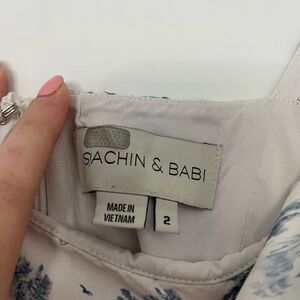 SACHIN & BABI
MADE IN
VIETNAM
2